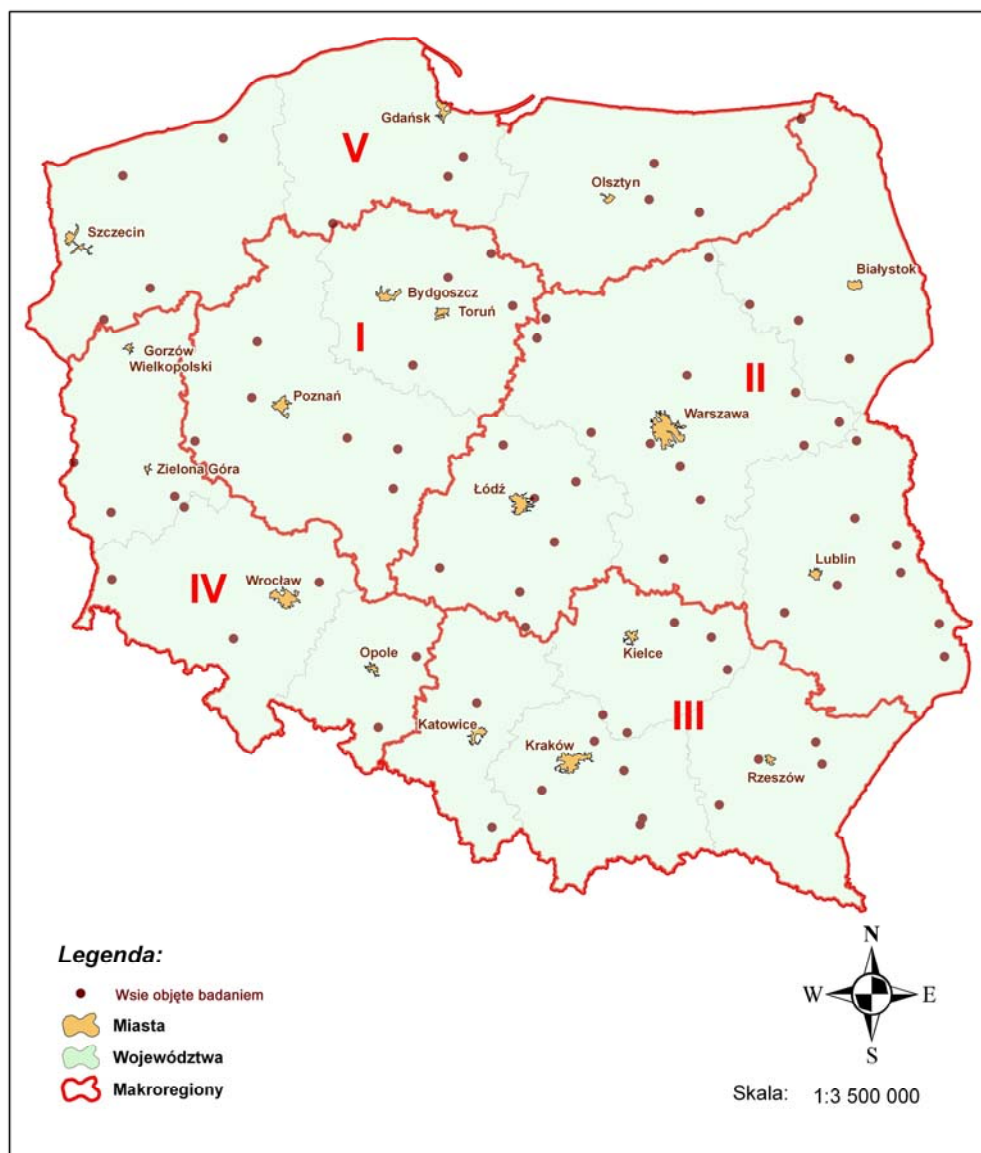 Gdańsk
V
Olsztyn
Szczecin
Białystok
Bydgoszcz
Toruń
I
Gorzów
Wielkopolski
II
Poznań
Warszawa
Zielona Góra
Łódź
Lublin
IV
Wrocław
Opole
Kielce
III
Katowice
Kraków
Rzeszów
Legenda:
Wsie objęte badaniem
Miasta
Województwa
Makroregiony
N
W
E
S
Skala: 1:3 500 000